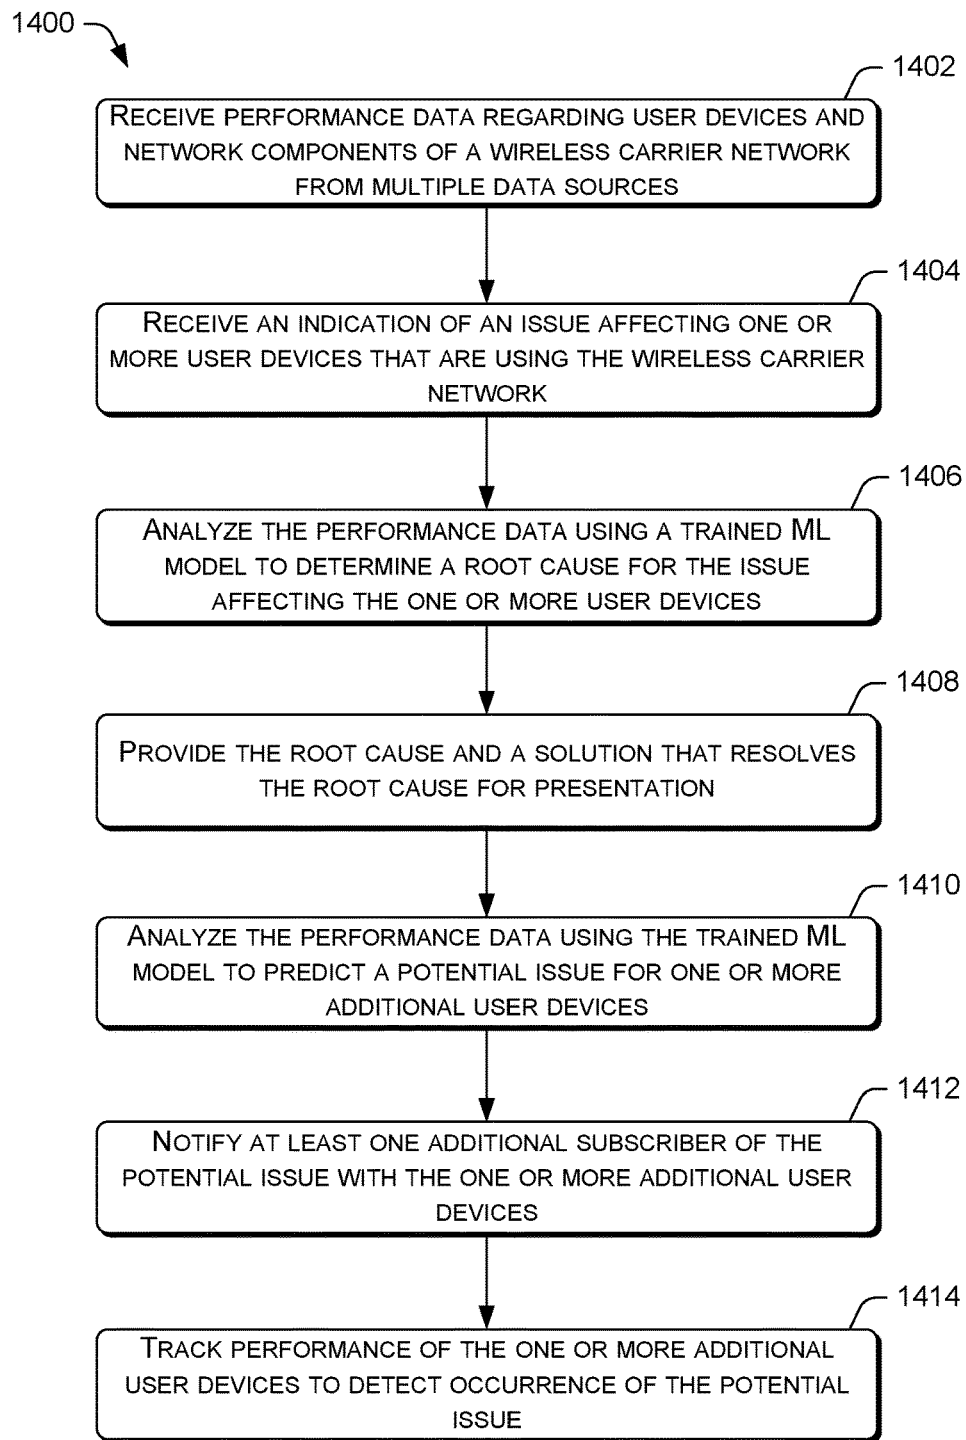 1400
1402
RECEIVE PERFORMANCE DATA REGARDING USER DEVICES AND
NETWORK COMPONENTS OF A WIRELESS CARRIER NETWORK
FROM MULTIPLE DATA SOURCES
1404
RECEIVE AN INDICATION OF AN ISSUE AFFECTING ONE OR
MORE USER DEVICES THAT ARE USING THE WIRELESS CARRIER
NETWORK
1406
ANALYZE THE PERFORMANCE DATA USING A TRAINED ML
MODEL TO DETERMINE A ROOT CAUSE FOR THE ISSUE
AFFECTING THE ONE OR MORE USER DEVICES
1408
PROVIDE THE ROOT CAUSE AND A SOLUTION THAT RESOLVES
THE ROOT CAUSE FOR PRESENTATION
1410
ANALYZE THE PERFORMANCE DATA USING THE TRAINED ML
MODEL TO PREDICT A POTENTIAL ISSUE FOR ONE OR MORE
ADDITIONAL USER DEVICES
1412
NOTIFY AT LEAST ONE ADDITIONAL SUBSCRIBER OF THE
POTENTIAL ISSUE WITH THE ONE OR MORE ADDITIONAL USER
DEVICES
1414
TRACK PERFORMANCE OF THE ONE OR MORE ADDITIONAL
USER DEVICES TO DETECT OCCURRENCE OF THE POTENTIAL
ISSUE